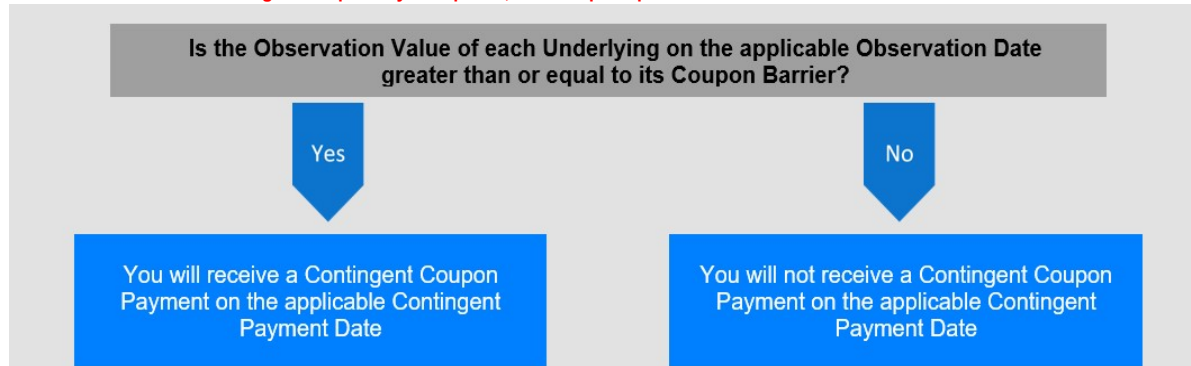 Is the Observation Value of each Underlying on the applicable Observation Date
greater than or equal to its Coupon Barrier?
Yes
No
You will receive a Contingent Coupon
Payment on the applicable Contingent
Payment Date
You will not receive a Contingent Coupon
Payment on the applicable Contingent
Payment Date